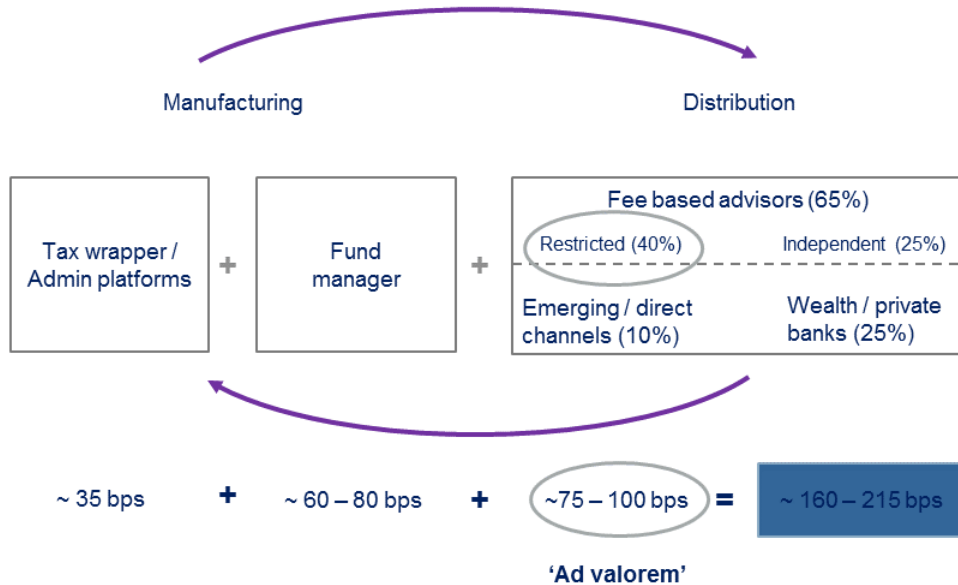 Manufacturing
Distribution
Tax wrapper /
Admin platforms
+
Fund
manager
+
Fee based advisors (65%)
Restricted (40%)
Independent (25%)
Emerging / direct
channels (10%)
Wealth / private
banks (25%)
~ 35 bps
+
~ 60 – 80 bps
+
~75 – 100 bps
=
~ 160 – 215 bps
‘Ad valorem’